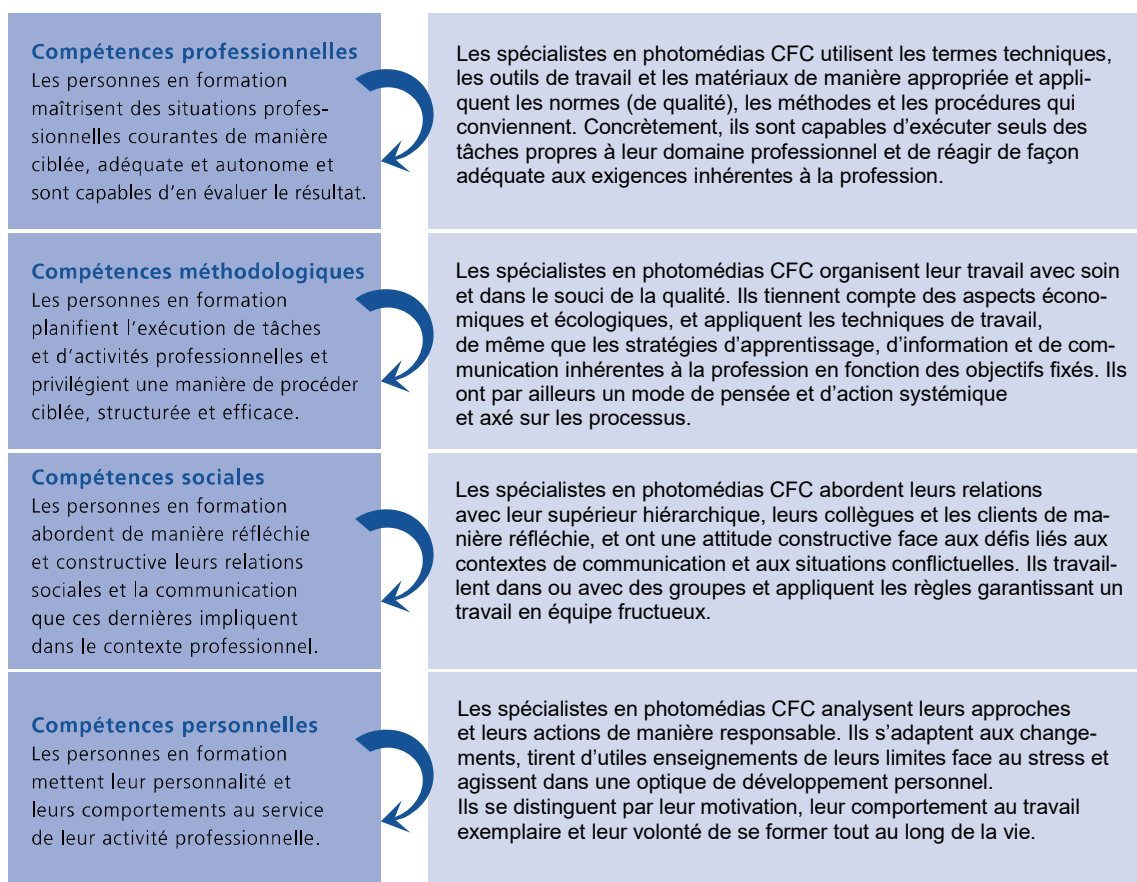 Compétences professionnelles
Les personnes en formation
maîtrisent des situations profes-
sionnelles courantes de manière
ciblée, adéquate et autonome et
sont capables d'en évaluer le résultat.
Les spécialistes en photomédias CFC utilisent les termes techniques,
les outils de travail et les matériaux de manière appropriée et appli-
quent les normes (de qualité), les méthodes et les procédures qui
conviennent. Concrètement, ils sont capables d'exécuter seuls des
tâches propres à leur domaine professionnel et de réagir de façon
adéquate aux exigences inhérentes à la profession.
Compétences méthodologiques
Les personnes en formation
planifient l'exécution de tâches
et d'activités professionnelles et
privilégient une manière de procéder
ciblée, structurée et efficace.
Les spécialistes en photomédias CFC organisent leur travail avec soin
et dans le souci de la qualité. Ils tiennent compte des aspects écono-
miques et écologiques, et appliquent les techniques de travail,
de même que les stratégies d'apprentissage, d'information et de com-
munication inhérentes à la profession en fonction des objectifs fixés. Ils
ont par ailleurs un mode de pensée et d'action systémique
et axé sur les processus.
Compétences sociales
Les personnes en formation
abordent de manière réfléchie
et constructive leurs relations
sociales et la communication
que ces dernières impliquent
dans le contexte professionnel.
Les spécialistes en photomédias CFC abordent leurs relations
avec leur supérieur hiérarchique, leurs collègues et les clients de ma-
nière réfléchie, et ont une attitude constructive face aux défis liés aux
contextes de communication et aux situations conflictuelles. Ils travail-
lent dans ou avec des groupes et appliquent les règles garantissant un
travail en équipe fructueux.
Compétences personnelles
Les personnes en formation
mettent leur personnalité et
leurs comportements au service
de leur activité professionnelle.
Les spécialistes en photomédias CFC analysent leurs approches
et leurs actions de manière responsable. Ils s'adaptent aux change-
ments, tirent d'utiles enseignements de leurs limites face au stress et
agissent dans une optique de développement personnel.
Ils se distinguent par leur motivation, leur comportement au travail
exemplaire et leur volonté de se former tout au long de la vie.